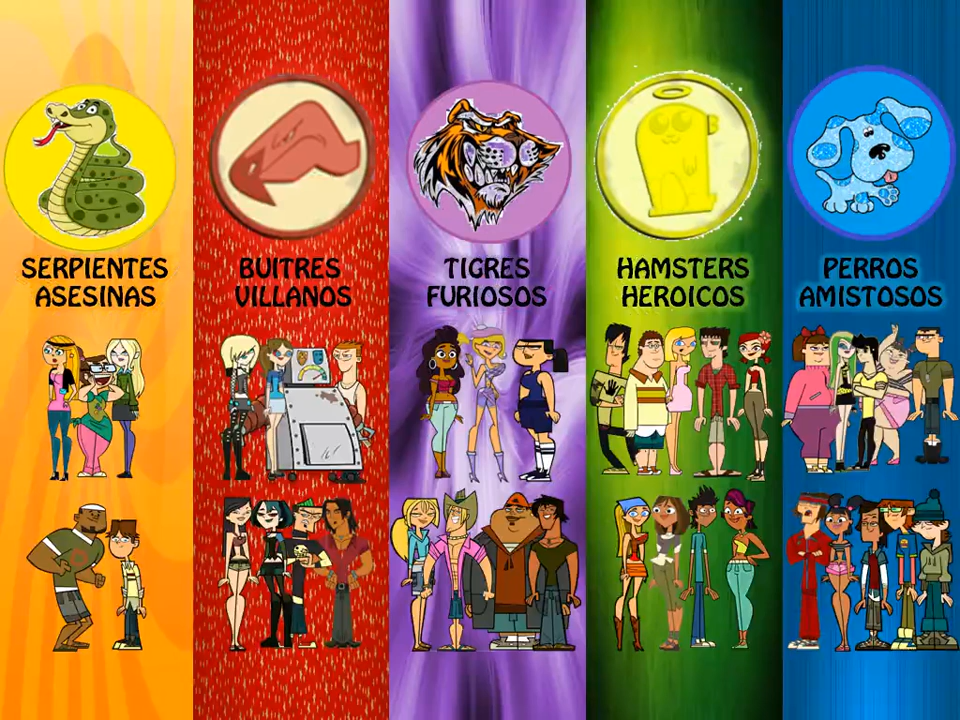 SERPIENTES
ASESINAS
BUITRES
VILLANOS
TIGRES
FURIOSOS
HAMSTERS
HEROICOS
PERROS
AMISTOSOS